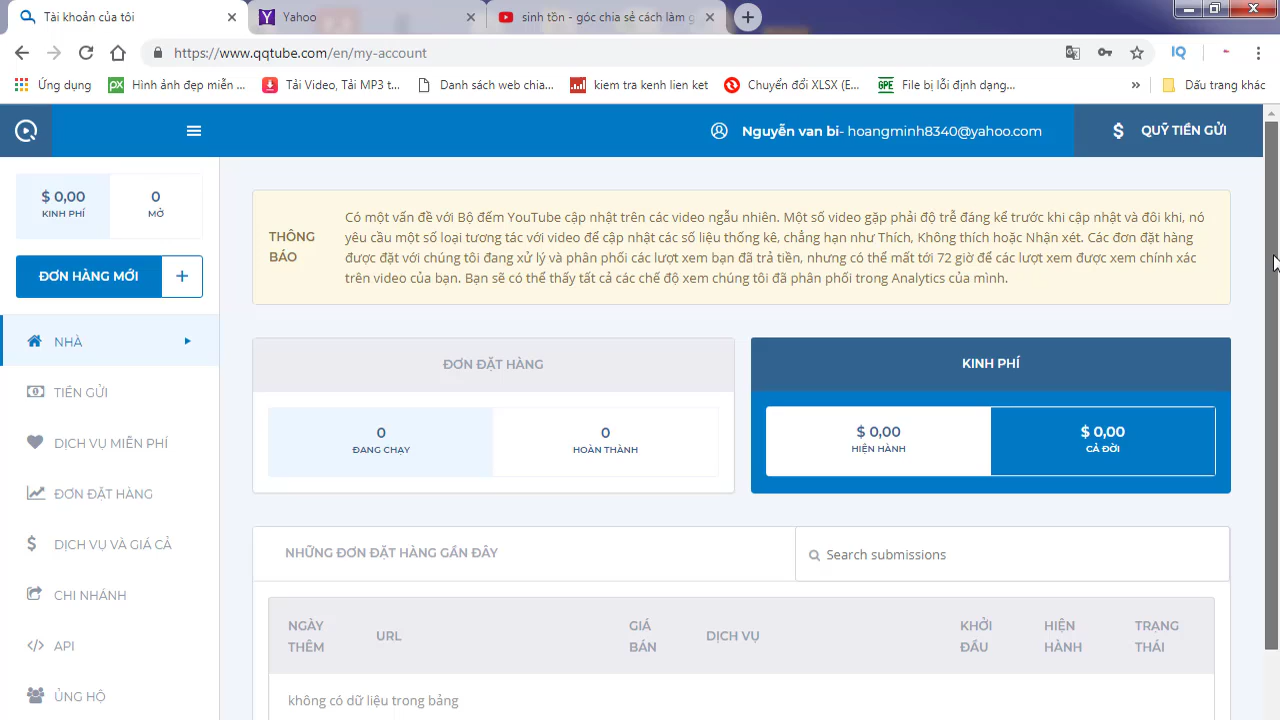 Tài khoản của tôi
Yahoo
sinh tồn - góc chia sẻ cách làm g
https://www.qqtube.com/en/my-account
IQ
Ứng dụng
px Hình ảnh đẹp miễn ...
Tải Video, Tải MP3 t...
Danh sách web chia...
kiem tra kenh lien ket
Chuyển đổi XLSX (E...
GPE File bị lỗi định dạng...
»
Dấu trang khác
Nguyễn van bi- hoangminh8340@yahoo.com
$ QUỸ TIỀN GỬI
$ 0,00
KINH PHÍ
0
MỞ
ĐƠN HÀNG MỚI +
NHÀ
TIỀN GỬI
DỊCH VỤ MIỄN PHÍ
ĐƠN ĐẶT HÀNG
$ DỊCH VỤ VÀ GIÁ CẢ
CHI NHÁNH
</> API
ỦNG HỘ
THÔNG
BÁO
Có một vấn đề với Bộ đếm YouTube cập nhật trên các video ngẫu nhiên. Một số video gặp phải độ trễ đáng kể trước khi cập nhật và đôi khi, nó
yêu cầu một số loại tương tác với video để cập nhật các số liệu thống kê, chẳng hạn như Thích, Không thích hoặc Nhận xét. Các đơn đặt hàng
được đặt với chúng tôi đang xử lý và phân phối các lượt xem bạn đã trả tiền, nhưng có thể mất tới 72 giờ để các lượt xem được xem chính xác
trên video của bạn. Bạn sẽ có thể thấy tất cả các chế độ xem chúng tôi đã phân phối trong Analytics của mình.
ĐƠN ĐẶT HÀNG
0
ĐANG CHẠY
0
HOÀN THÀNH
KINH PHÍ
$ 0,00
HIỆN HÀNH
$ 0,00
CẢ ĐỜI
NHỮNG ĐƠN ĐẶT HÀNG GẦN ĐÂY
Search submissions
NGÀY
THÊM
URL
GIÁ
BÁN
DỊCH VỤ
KHỞI
ĐẦU
HIỆN
HÀNH
TRẠNG
THÁI
không có dữ liệu trong bảng